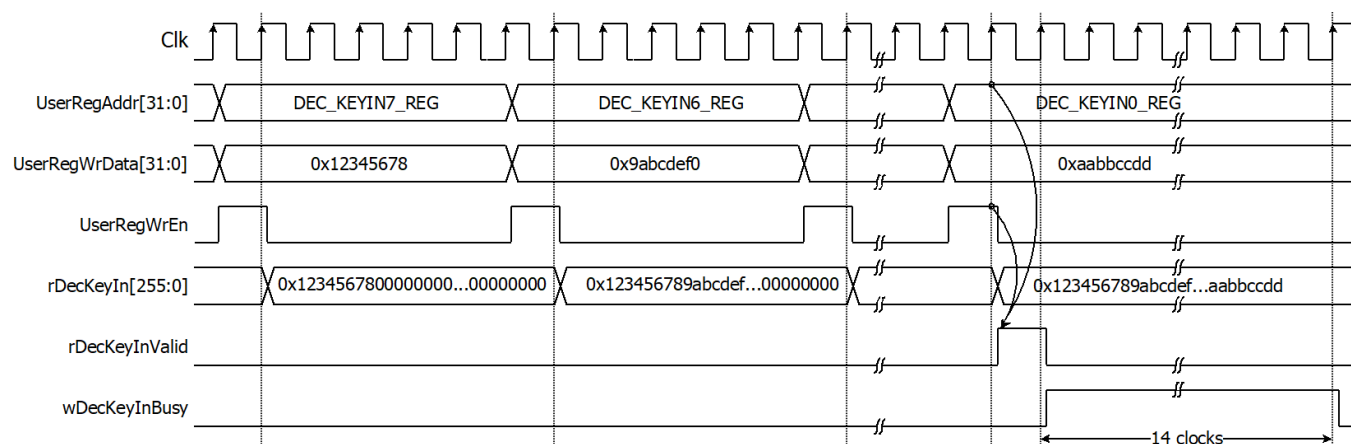 Clk
UserRegAddr[31:0] DEC_KEYIN7_REG DEC_KEYIN6_REG DEC_KEYIN0_REG
UserRegWrData[31:0] 0x12345678 0x9abcdef0 0xaabbccdd
UserRegWrEn
rDecKeyIn[255:0] 0x1234567800000000...00000000 0x123456789abcdef...00000000 0x123456789abcdef...aabbccdd
rDecKeyInValid
wDecKeyInBusy
14 clocks